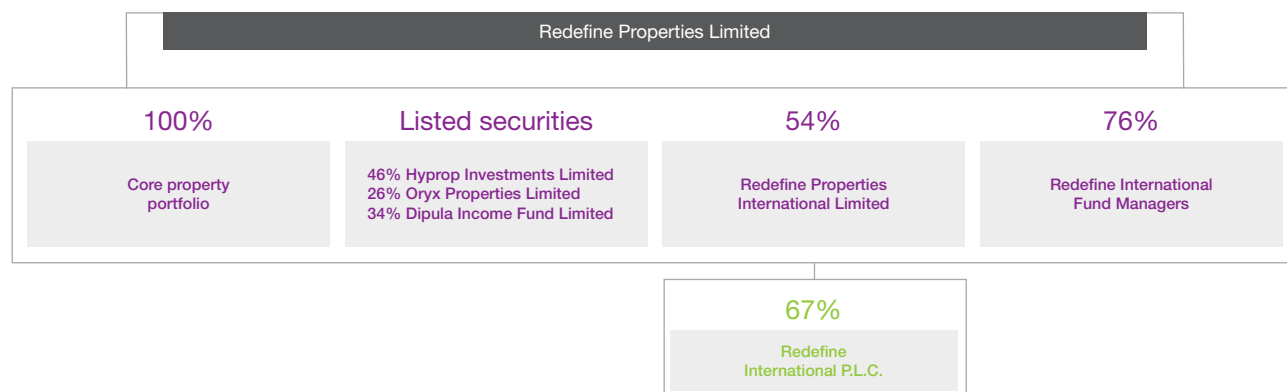 Redefine Properties Limited
100%
Core property
portfolio
Listed securities
46% Hyprop Investments Limited
26% Oryx Properties Limited
34% Dipula Income Fund Limited
54%
Redefine Properties
International Limited
76%
Redefine International
Fund Managers
67%
Redefine
International P.L.C.